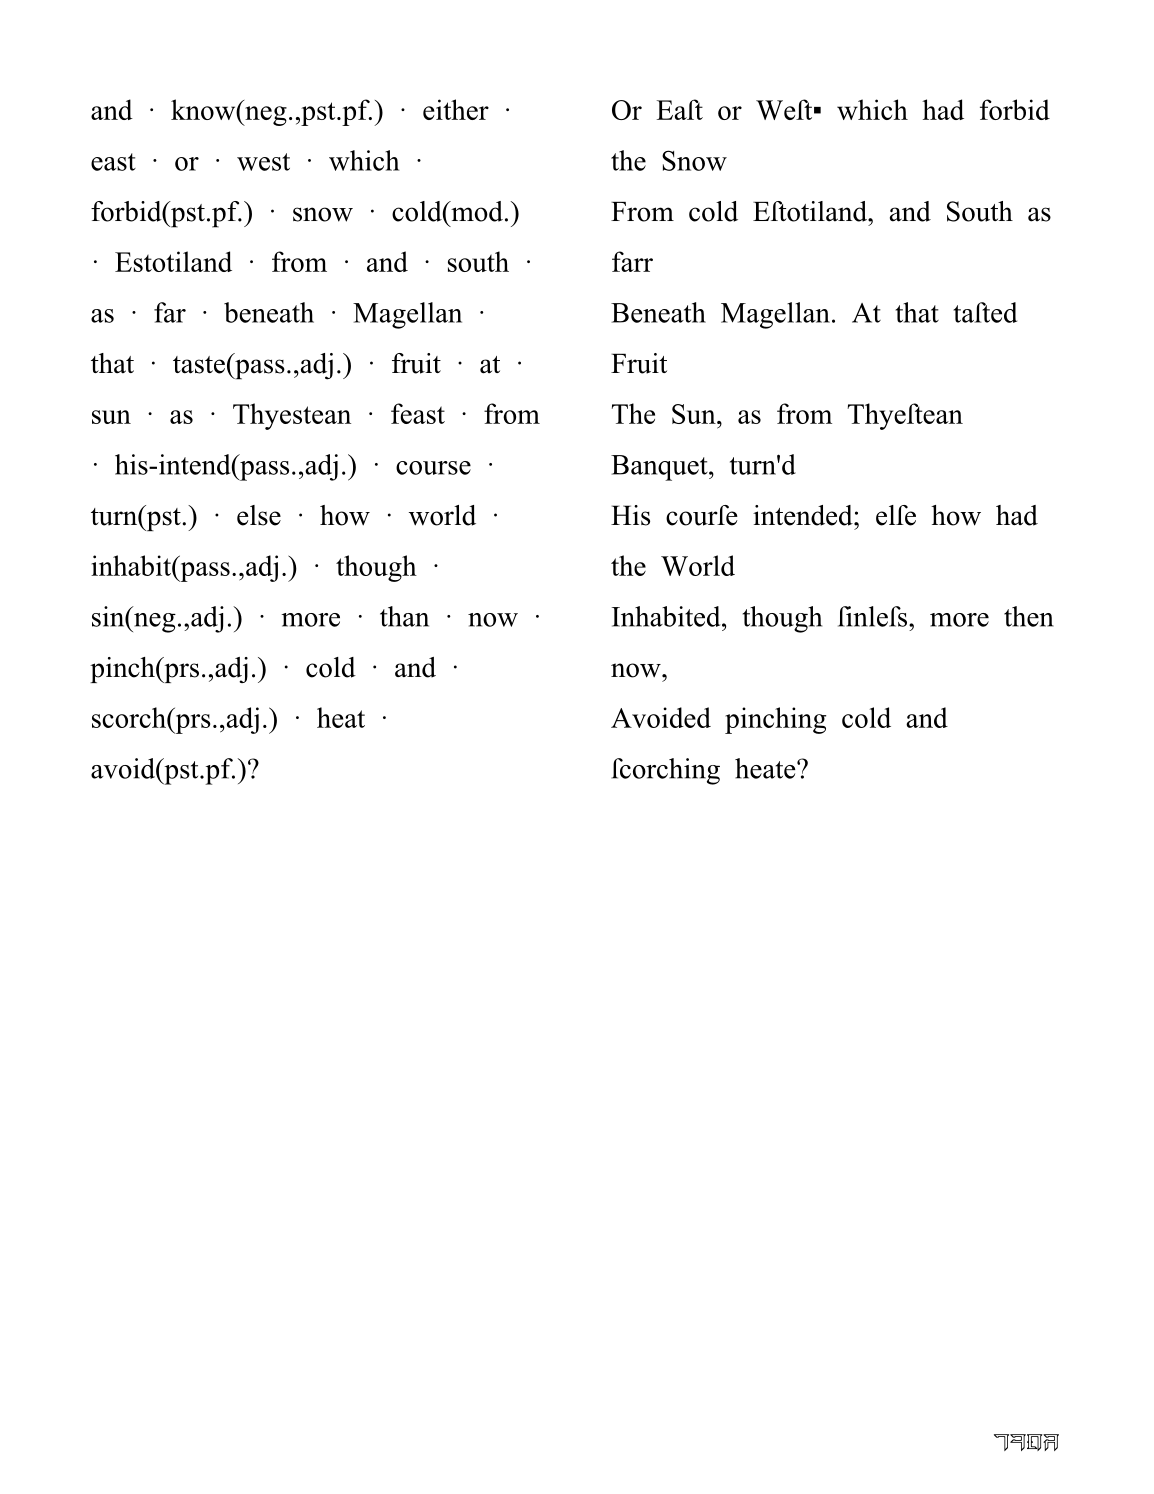 and · know(neg.,pst.pf.) · either ·
east · or · west · which ·
forbid(pst.pf.) · snow · cold(mod.)
· Estotiland · from · and · south ·
as · far · beneath · Magellan ·
that · taste(pass.,adj.) · fruit · at ·
sun · as · Thyestean · feast · from
· his-intend(pass.,adj.) · course ·
turn(pst.) · else · how · world ·
inhabit(pass.,adj.) · though ·
sin(neg.,adj.) · more · than · now ·
pinch(prs.,adj.) · cold · and ·
scorch(prs.,adj.) · heat ·
avoid(pst.pf.)?
Or Eaſt or Weſt▪ which had forbid
the Snow
From cold Eſtotiland, and South as
farr
Beneath Magellan. At that taſted
Fruit
The Sun, as from Thyeſtean
Banquet, turn'd
His courſe intended; elſe how had
the World
Inhabited, though ſinleſs, more then
now,
Avoided pinching cold and
ſcorching heate?